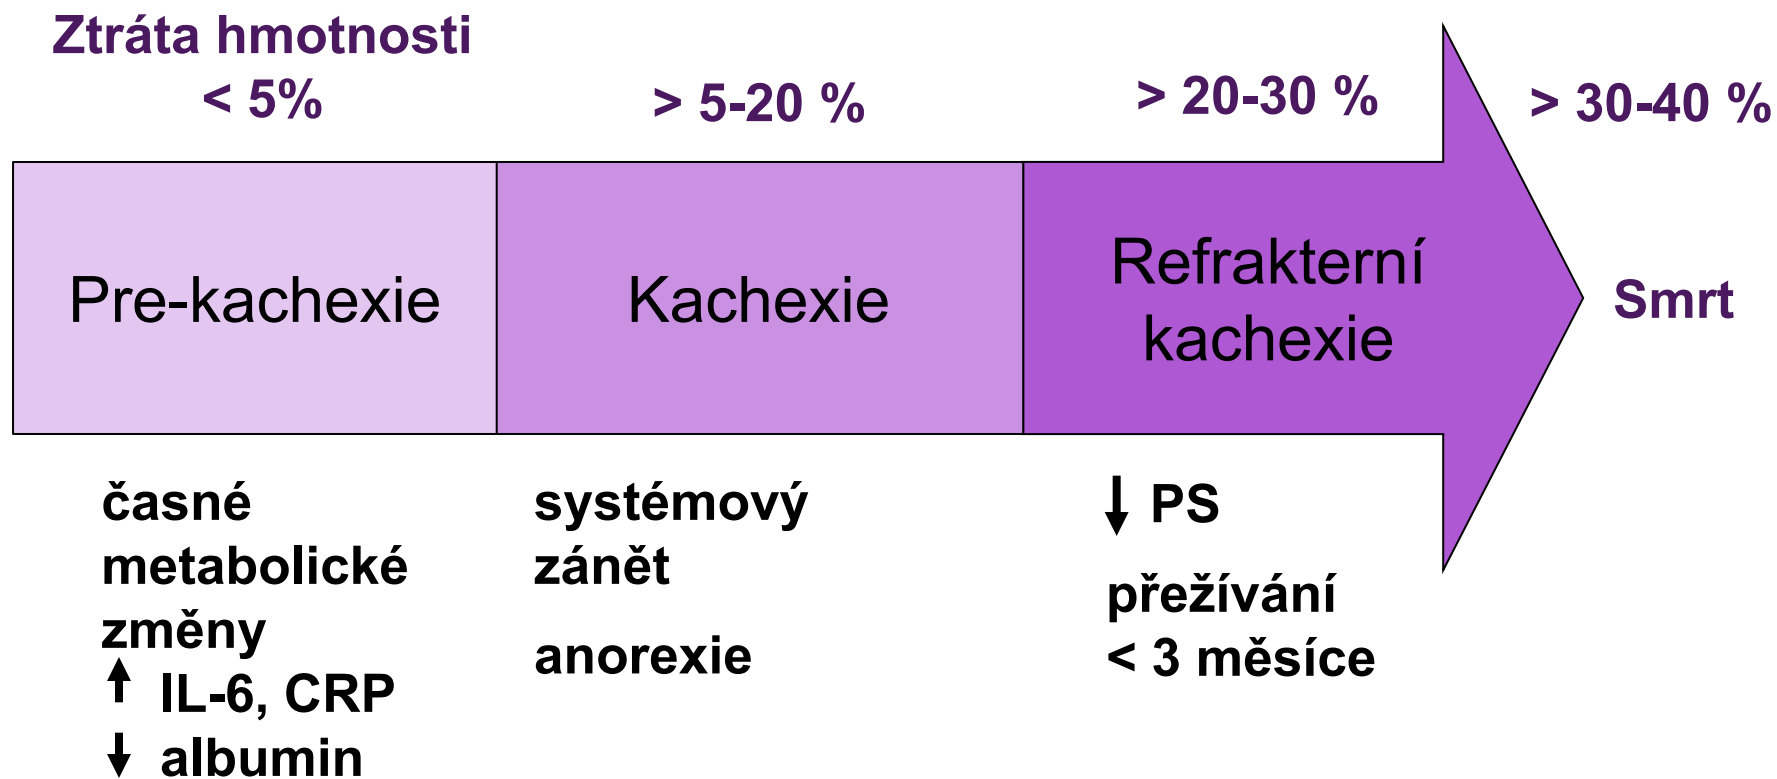 Ztráta hmotnosti
< 5%
> 5-20 %
> 20-30 %
> 30-40 %
Pre-kachexie
Kachexie
Refrakterní
kachexie
Smrt
časné
metabolické
změny
↑ IL-6, CRP
↓ albumin
systémový
zánět
anorexie
↓ PS
přežívání
< 3 měsíce